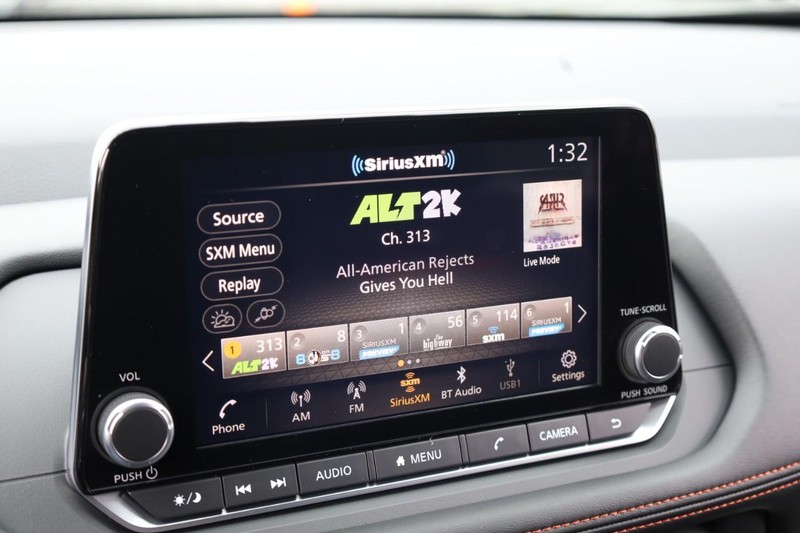 SiriusXM
1:32
Source
SXM Menu
Replay
ALT2K
Ch. 313
All-American Rejects
Gives You Hell
Live Mode
1 313
ALT2K
2 8
3 1
SIRIUSXM
PREVIEW
4 56
the highway
5 114
sxm
6 1
SIRIUSXM
PREVIEW
Phone
AM
FM
sxm
SiriusXM
BT Audio
USB1
Settings
VOL
PUSH
TUNE·SCROLL
PUSH SOUND
AUDIO
MENU
CAMERA